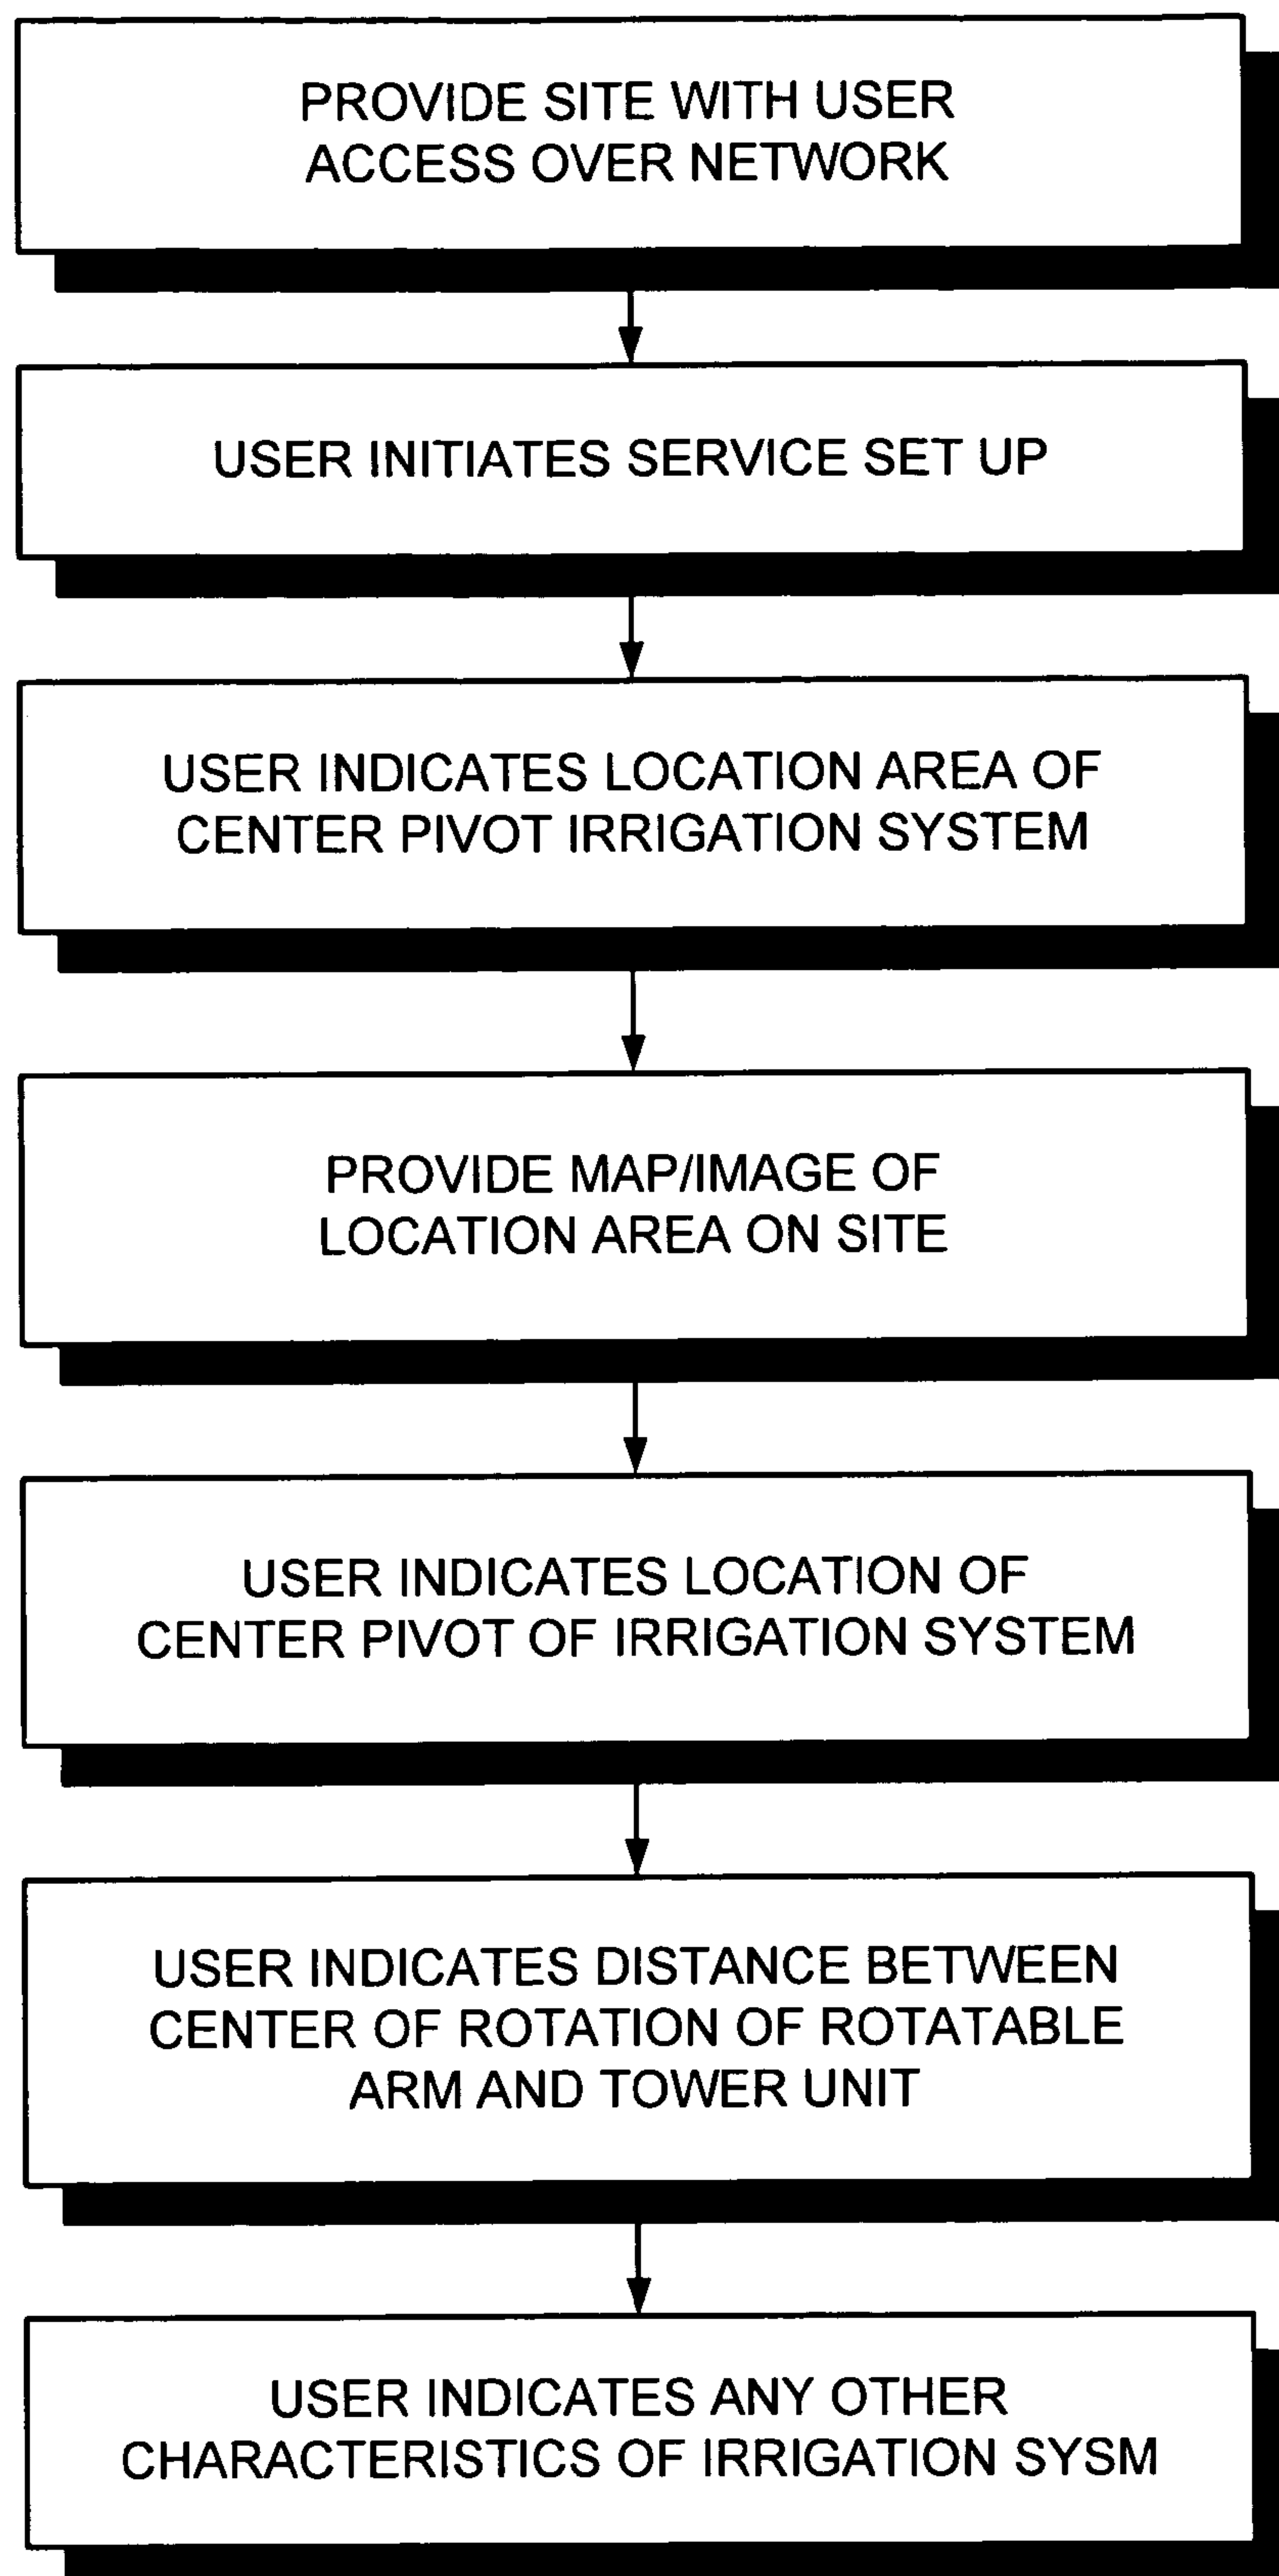 PROVIDE SITE WITH USER
ACCESS OVER NETWORK
USER INITIATES SERVICE SET UP
USER INDICATES LOCATION AREA OF
CENTER PIVOT IRRIGATION SYSTEM
PROVIDE MAP/IMAGE OF
LOCATION AREA ON SITE
USER INDICATES LOCATION OF
CENTER PIVOT OF IRRIGATION SYSTEM
USER INDICATES DISTANCE BETWEEN
CENTER OF ROTATION OF ROTATABLE
ARM AND TOWER UNIT
USER INDICATES ANY OTHER
CHARACTERISTICS OF IRRIGATION SYSM